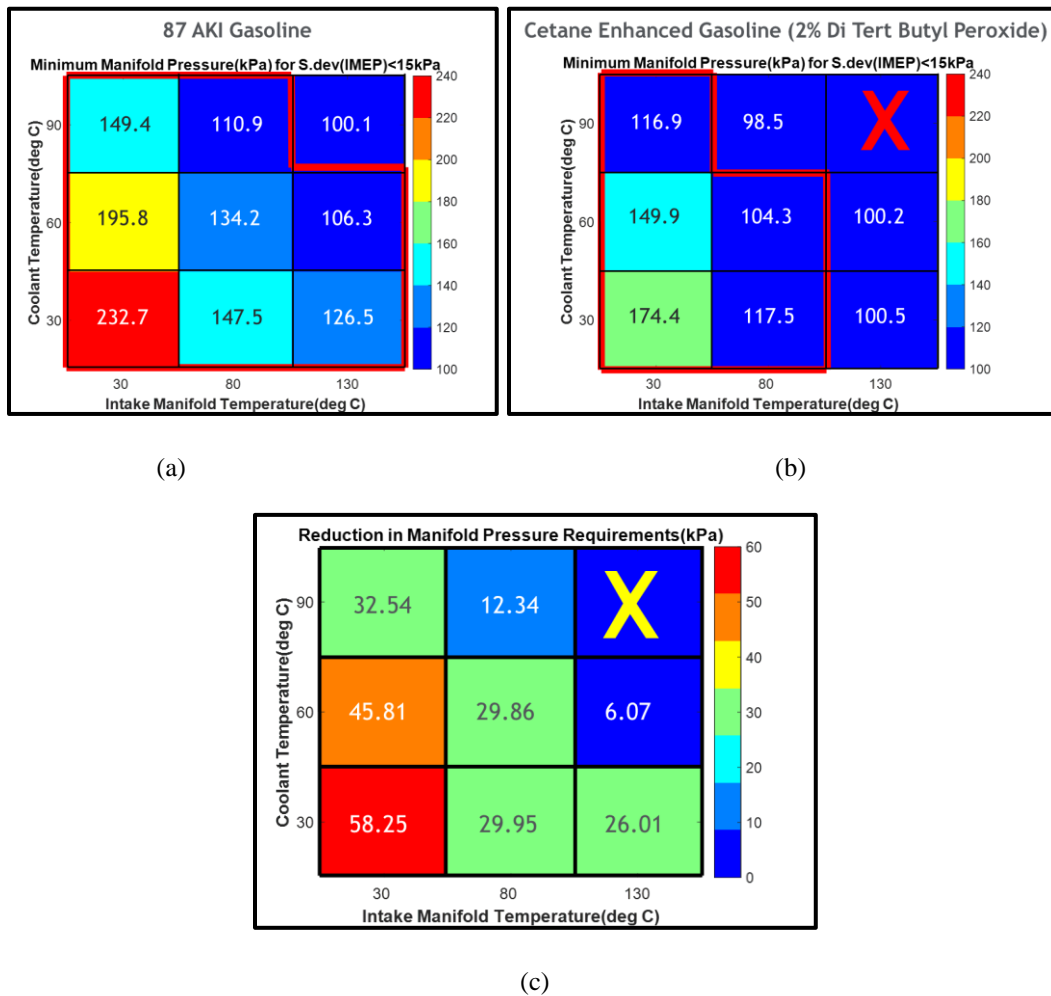 87 AKI Gasoline
Minimum Manifold Pressure(kPa) for S.dev(IMEP)<15kPa
240
220
200
180
160
140
120
100
Coolant Temperature(deg C)
90
149.4 110.9 100.1
60
195.8 134.2 106.3
30
232.7 147.5 126.5
30 80 130
Intake Manifold Temperature(deg C)
(a)
Cetane Enhanced Gasoline (2% Di Tert Butyl Peroxide)
Minimum Manifold Pressure(kPa) for S.dev(IMEP)<15kPa
240
220
200
180
160
140
120
100
Coolant Temperature(deg C)
90
116.9 98.5 X
60
149.9 104.3 100.2
30
174.4 117.5 100.5
30 80 130
Intake Manifold Temperature(deg C)
(b)
Reduction in Manifold Pressure Requirements(kPa)
60
50
40
30
20
10
0
Coolant Temperature(deg C)
90
32.54 12.34 X
60
45.81 29.86 6.07
30
58.25 29.95 26.01
30 80 130
Intake Manifold Temperature(deg C)
(c)